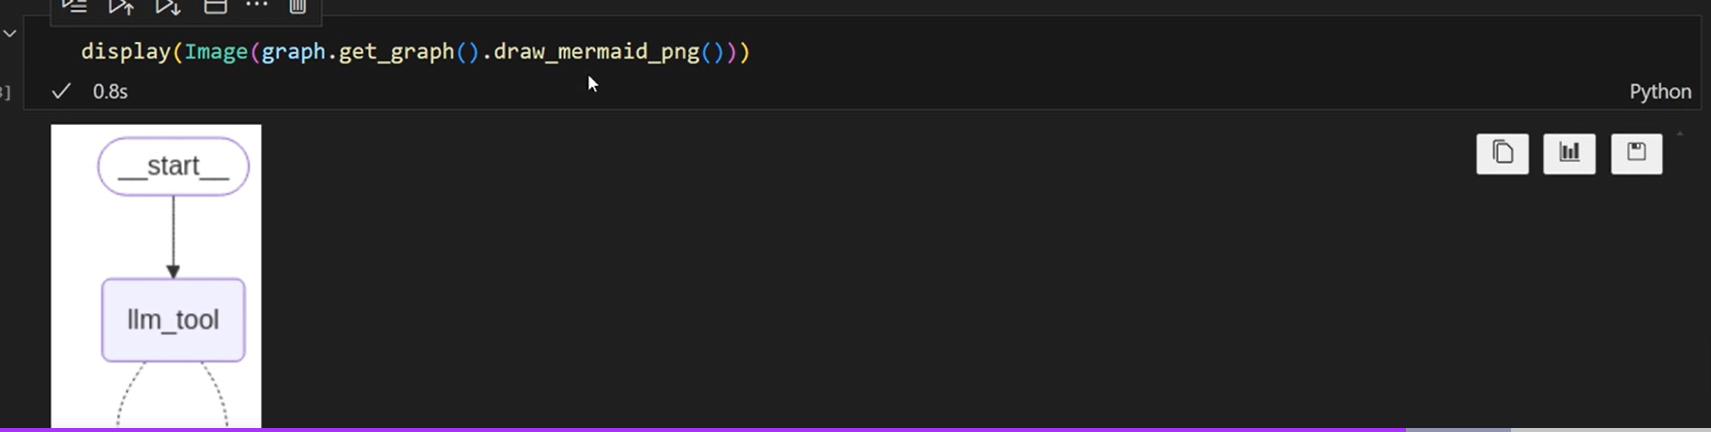 display(Image(graph.get_graph().draw_mermaid_png()))
0.8s
Python
__start__
llm_tool